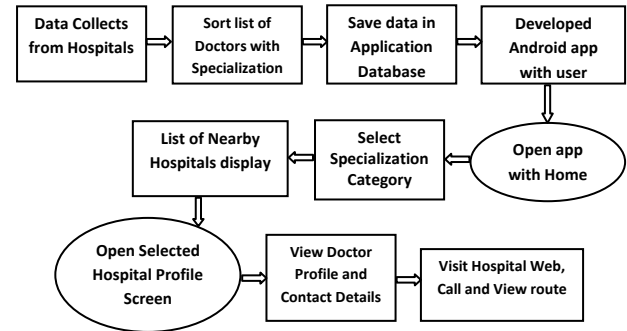 Data Collects
from Hospitals
Sort list of
Doctors with
Specialization
Save data in
Application
Database
Developed
Android app
with user
Open app
with Home
Select
Specialization
Category
List of Nearby
Hospitals display
Open Selected
Hospital Profile
Screen
View Doctor
Profile and
Contact Details
Visit Hospital Web,
Call and View route